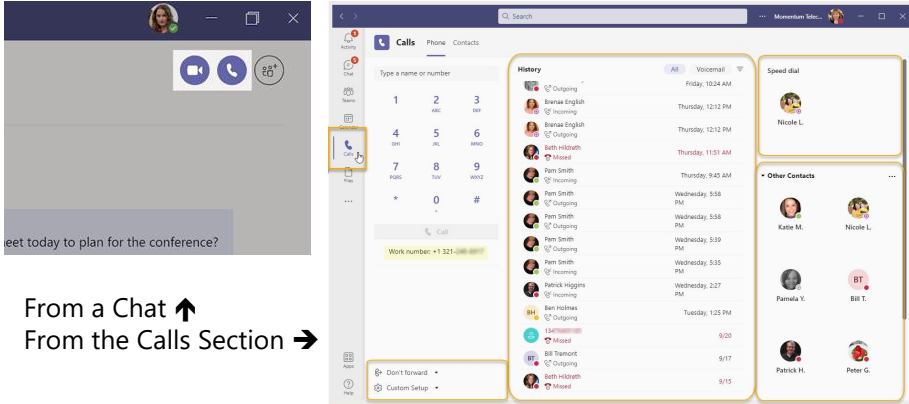 neet today to plan for the conference?
From a Chat
From the Calls Section
Search
Momentum Telec...
Activity
Chat
Teams
Calendar
Calls
Files
Apps
Help
Calls Phone Contacts
Type a name or number
1 2 3
ABC DEF
4 5 6
GHI JKL MNO
7 8 9
PQRS TUV WXYZ
* 0 #
+
Call
Work number: +1 321-
Don't forward
Custom Setup
History All Voicemail
Outgoing Friday, 10:24 AM
Brenae English
Incoming Thursday, 12:12 PM
Brenae English
Outgoing Thursday, 12:12 PM
Beth Hildreth
Missed Thursday, 11:51 AM
Pam Smith
Incoming Thursday, 9:45 AM
Pam Smith
Outgoing Wednesday, 5:58 PM
Pam Smith
Outgoing Wednesday, 5:58 PM
Pam Smith
Outgoing Wednesday, 5:39 PM
Pam Smith
Incoming Wednesday, 5:35 PM
Patrick Higgins
Incoming Wednesday, 2:27 PM
BH Ben Holmes
Outgoing Tuesday, 1:25 PM
Missed 9/20
BT Bill Tremont
Outgoing 9/17
Beth Hildreth
Missed 9/15
Speed dial
Nicole L.
Other Contacts
Katie M. Nicole L.
BT
Pamela Y. Bill T.
Patrick H. Peter G.